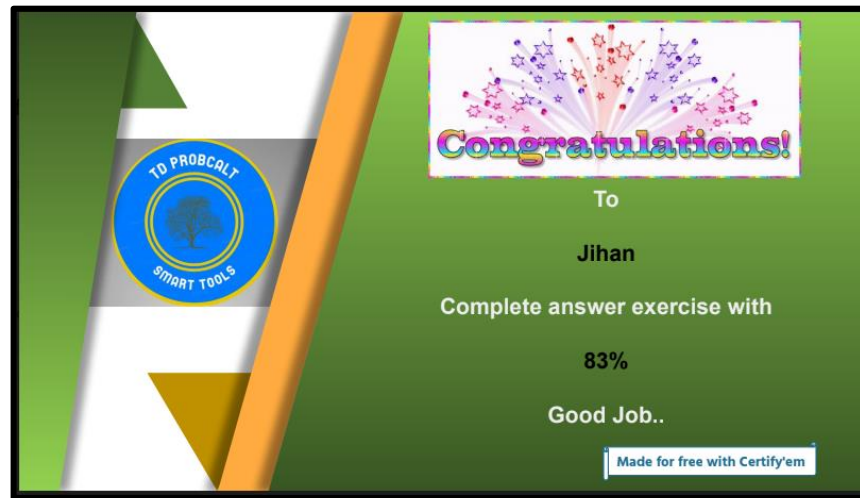 TD PROBCALT
SMART TOOLS
Congratulations!
To
Jihan
Complete answer exercise with
83%
Good Job..
Made for free with Certify'em